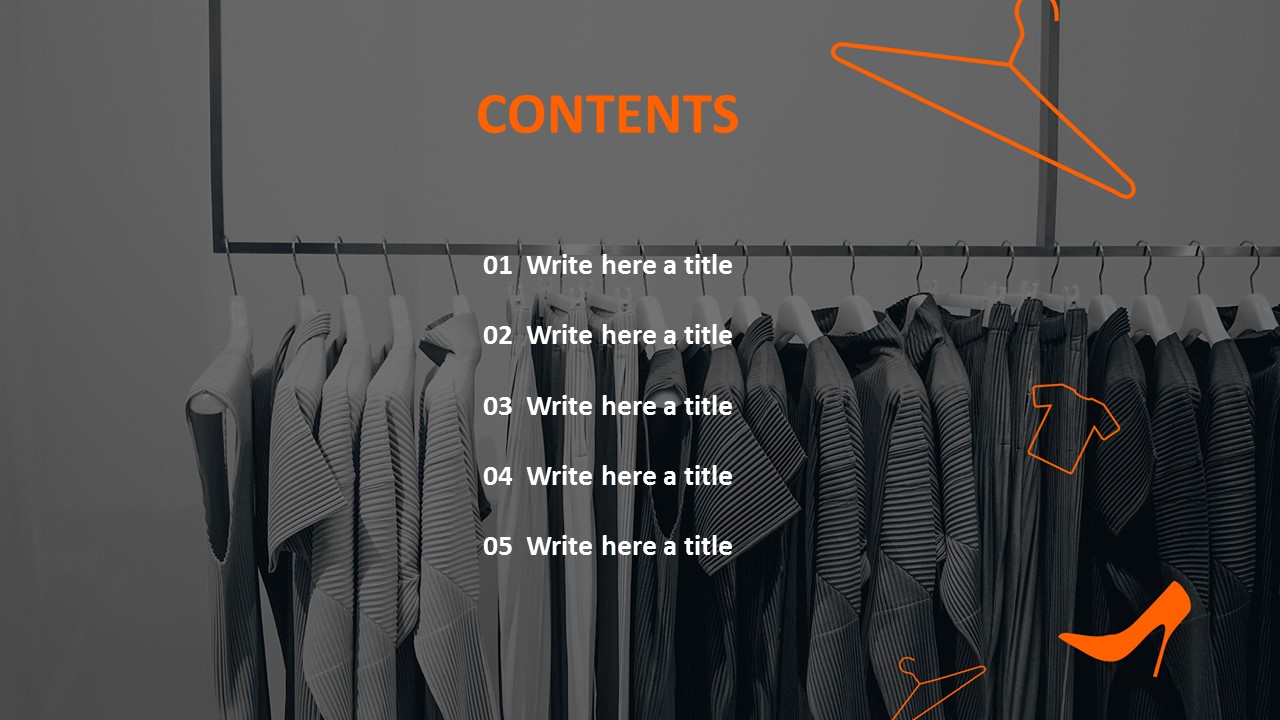 CONTENTS
01 Write here a title
02 Write here a title
03 Write here a title
04 Write here a title
05 Write here a title